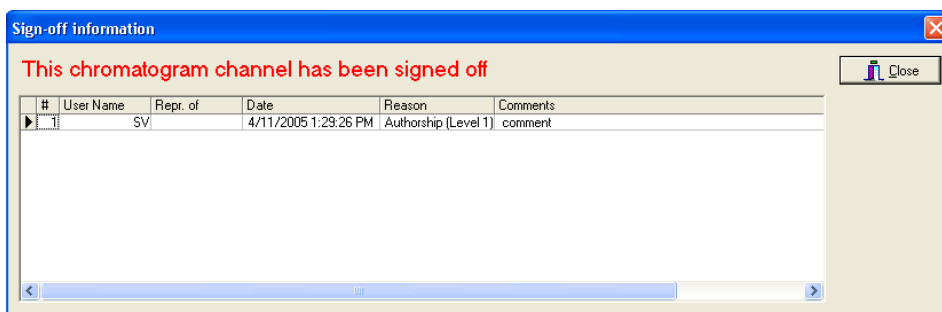 Sign-off information
This chromatogram channel has been signed off
Close
# User Name Repr. of Date Reason Comments
1 SV 4/11/2005 1:29:26 PM Authorship (Level 1) comment